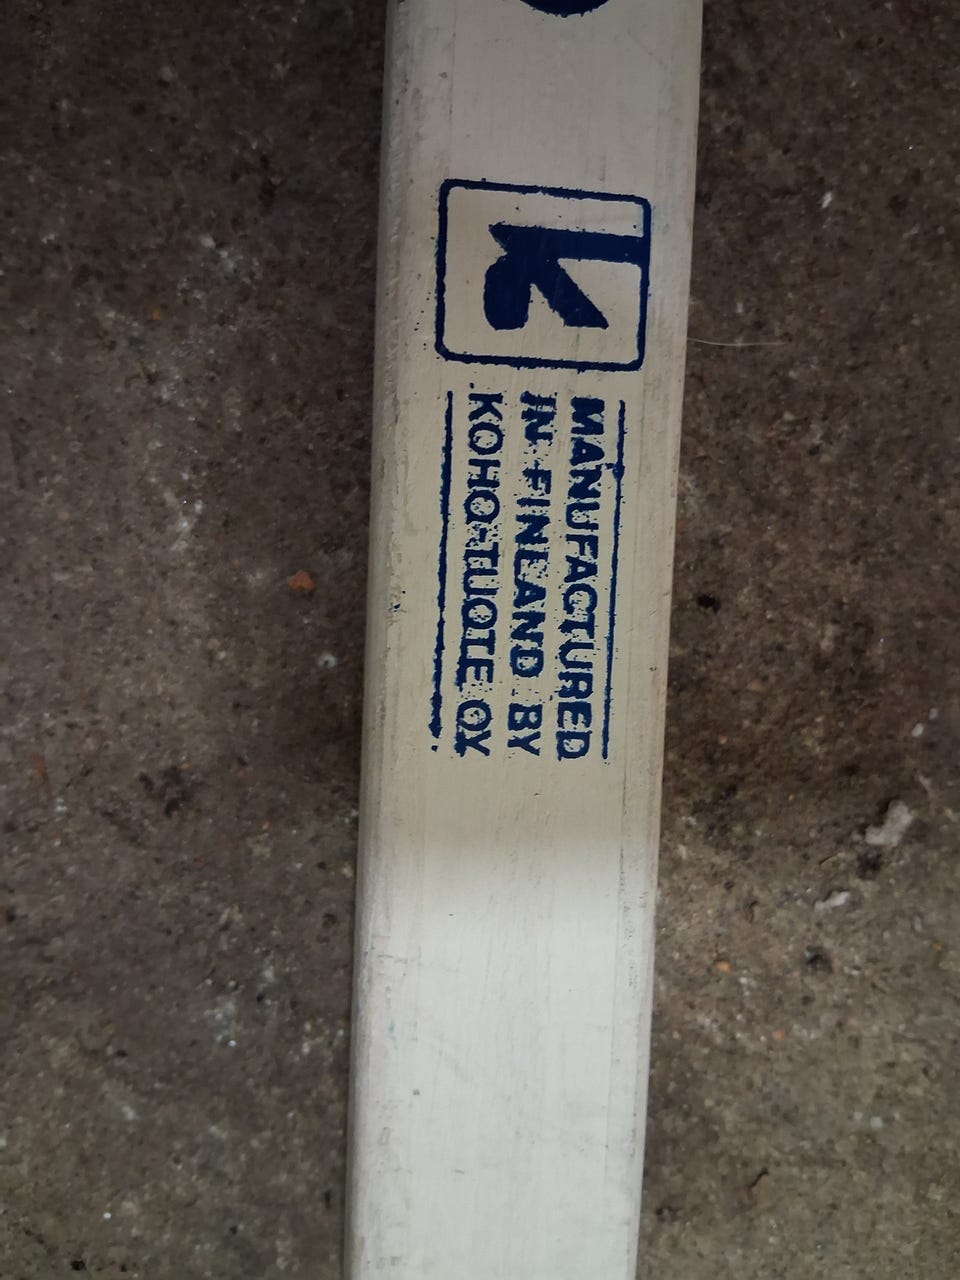 MANUFACTURED
IN FINLAND BY
KOHO-TUOTE OY